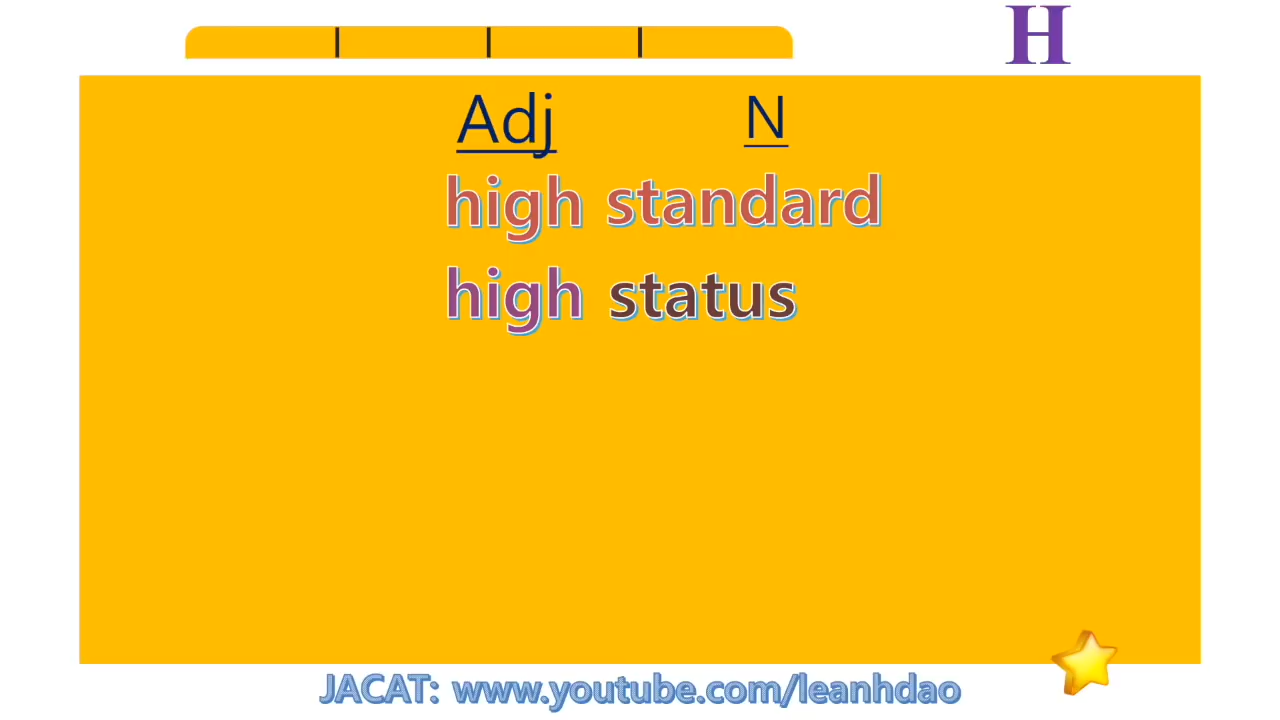 H
Adj N
high standard
high status
JACAT: www.youtube.com/leanhdao